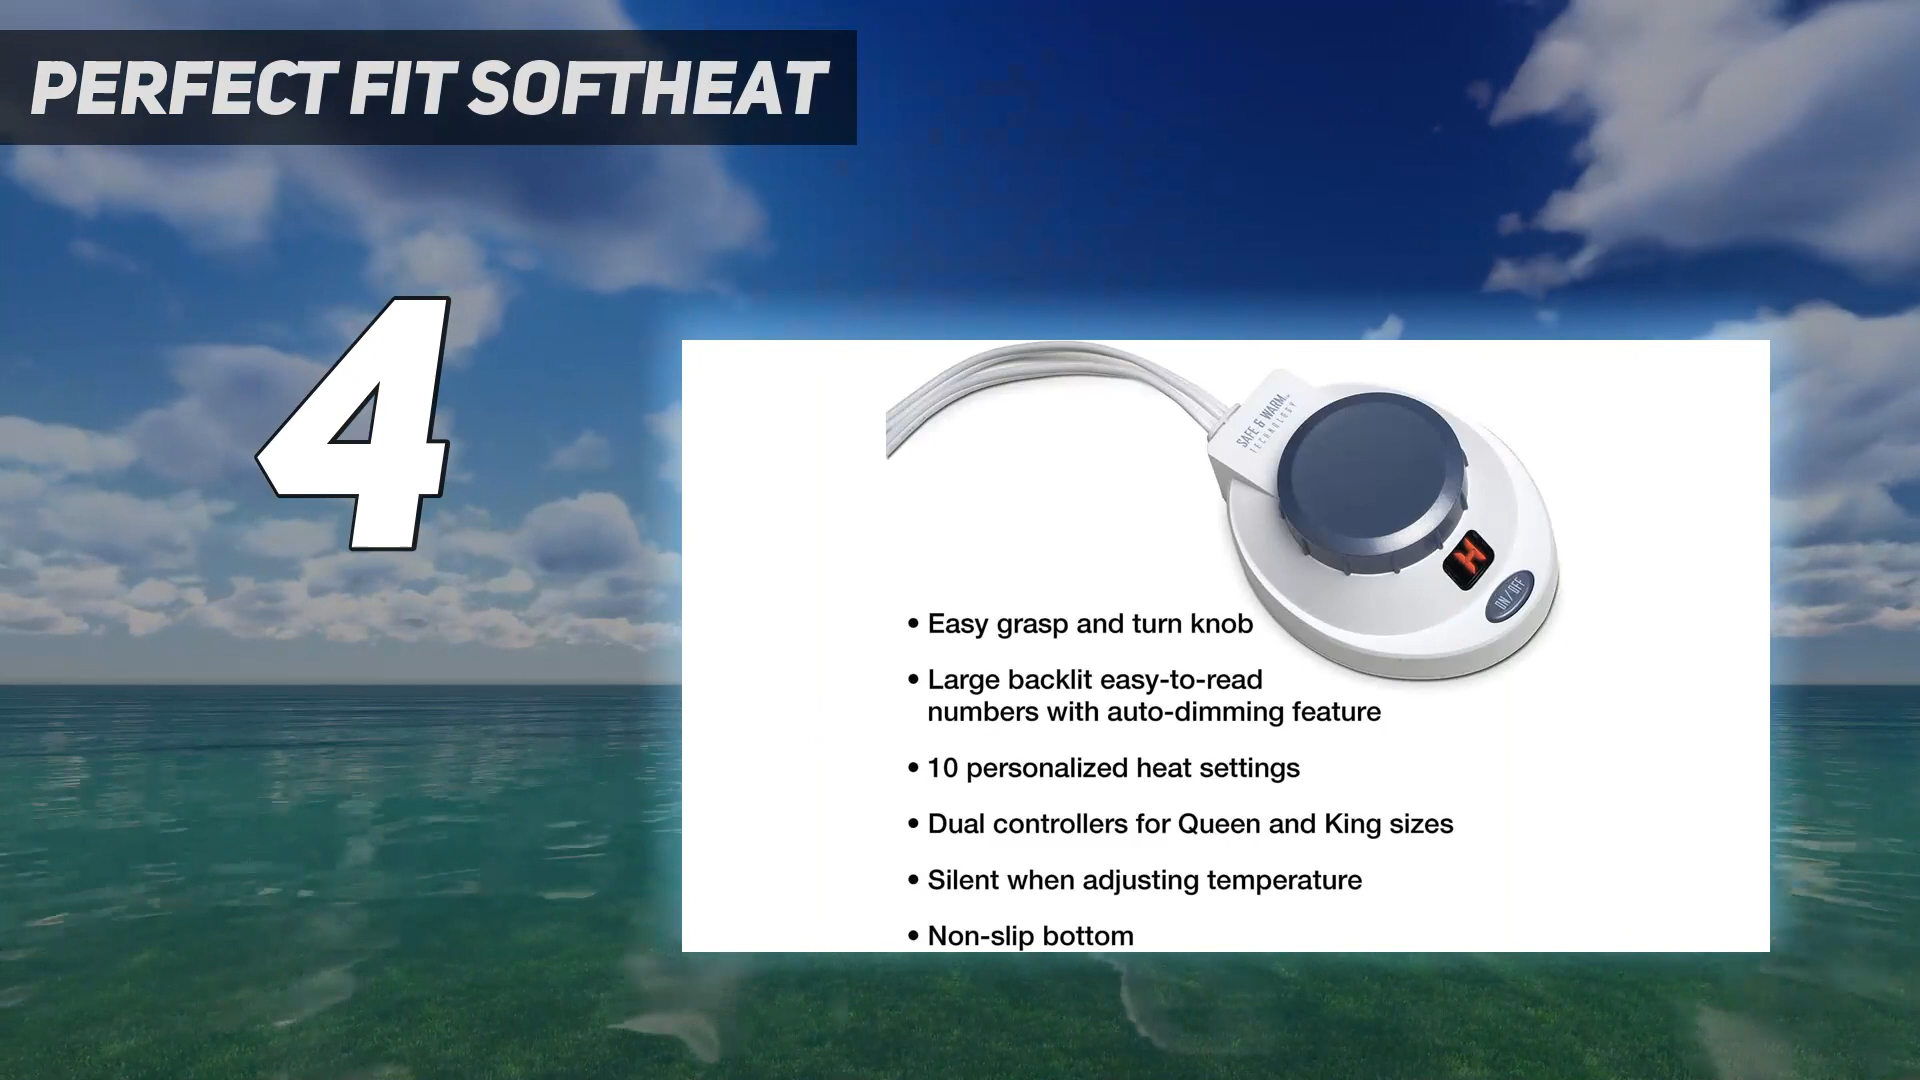 PERFECT FIT SOFTHEAT
4
SAFE & WARM
TECHNOLOGY
H
ON/OFF
• Easy grasp and turn knob
• Large backlit easy-to-read
numbers with auto-dimming feature
• 10 personalized heat settings
• Dual controllers for Queen and King sizes
• Silent when adjusting temperature
• Non-slip bottom